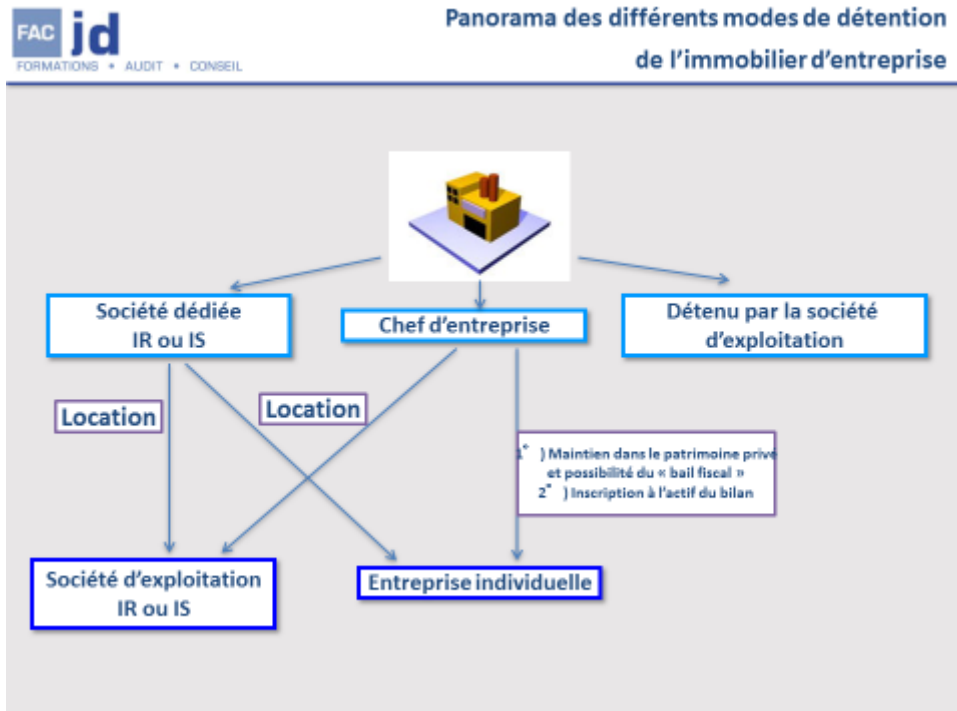 FAC jd
FORMATIONS • AUDIT • CONSEIL
Panorama des différents modes de détention
de l'immobilier d'entreprise
Société dédiée
IR ou IS
Chef d'entreprise
Détenu par la société
d'exploitation
Location
Location
1° ) Maintien dans le patrimoine privé
et possibilité du « bail fiscal »
2° ) Inscription à l'actif du bilan
Société d'exploitation
IR ou IS
Entreprise individuelle